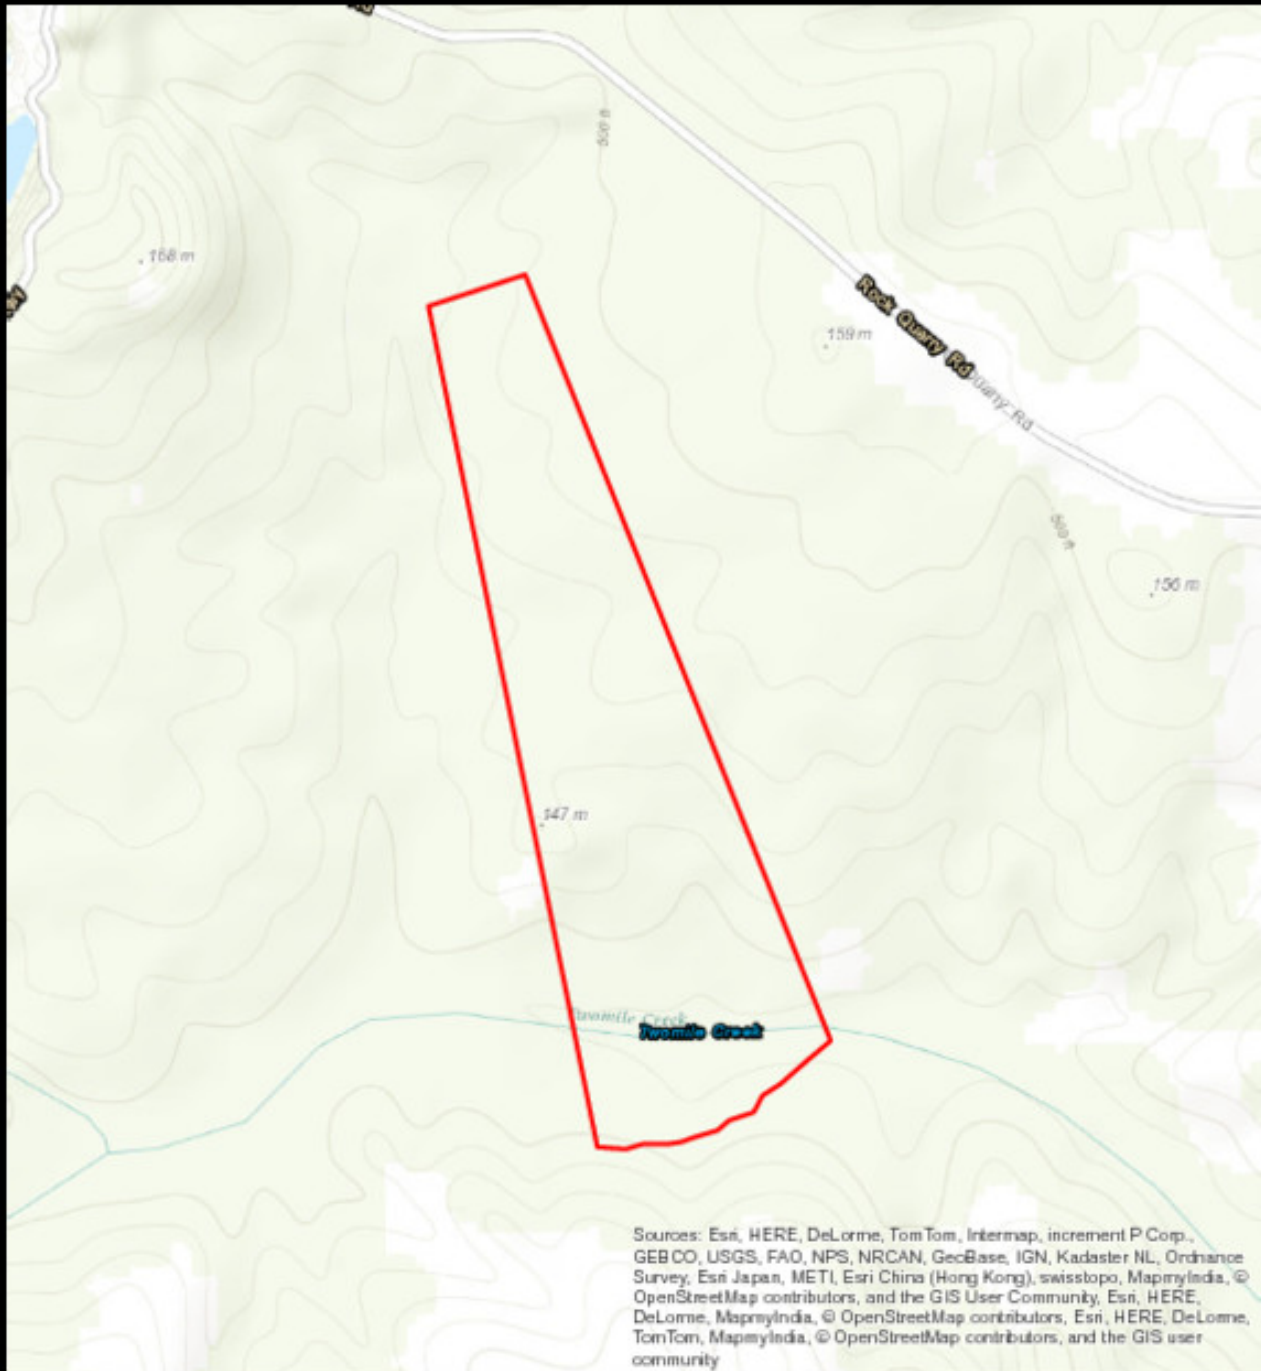 500 ft
168 m
Rock Quarry Rd
159 m
Quarry Rd
500 ft
156 m
147 m
Twomile Creek
Twomile Creek
Sources: Esri, HERE, DeLorme, TomTom, Intermap, increment P Corp.,
GEBCO, USGS, FAO, NPS, NRCAN, GeoBase, IGN, Kadaster NL, Ordnance
Survey, Esri Japan, METI, Esri China (Hong Kong), swisstopo, MapmyIndia, ©
OpenStreetMap contributors, and the GIS User Community, Esri, HERE,
DeLorme, MapmyIndia, © OpenStreetMap contributors, Esri, HERE, DeLorme,
TomTom, MapmyIndia, © OpenStreetMap contributors, and the GIS user
community